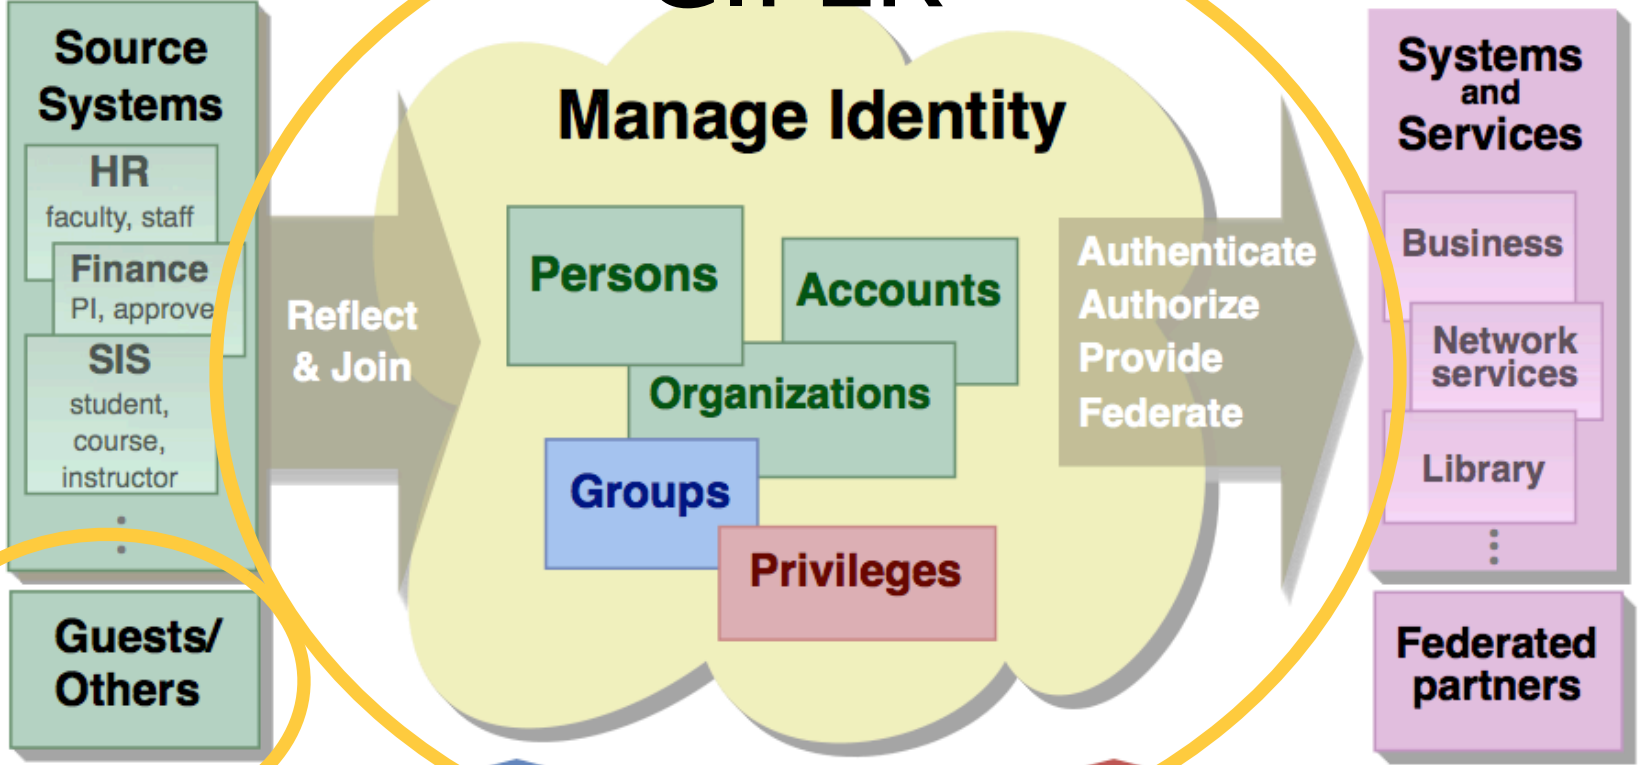 Source
Systems
HR
faculty, staff
Finance
PI, approve
SIS
student,
course,
instructor
Guests/
Others
Reflect
& Join
Manage Identity
Persons
Accounts
Organizations
Groups
Privileges
Authenticate
Authorize
Provide
Federate
Systems
and
Services
Business
Network
services
Library
Federated
partners